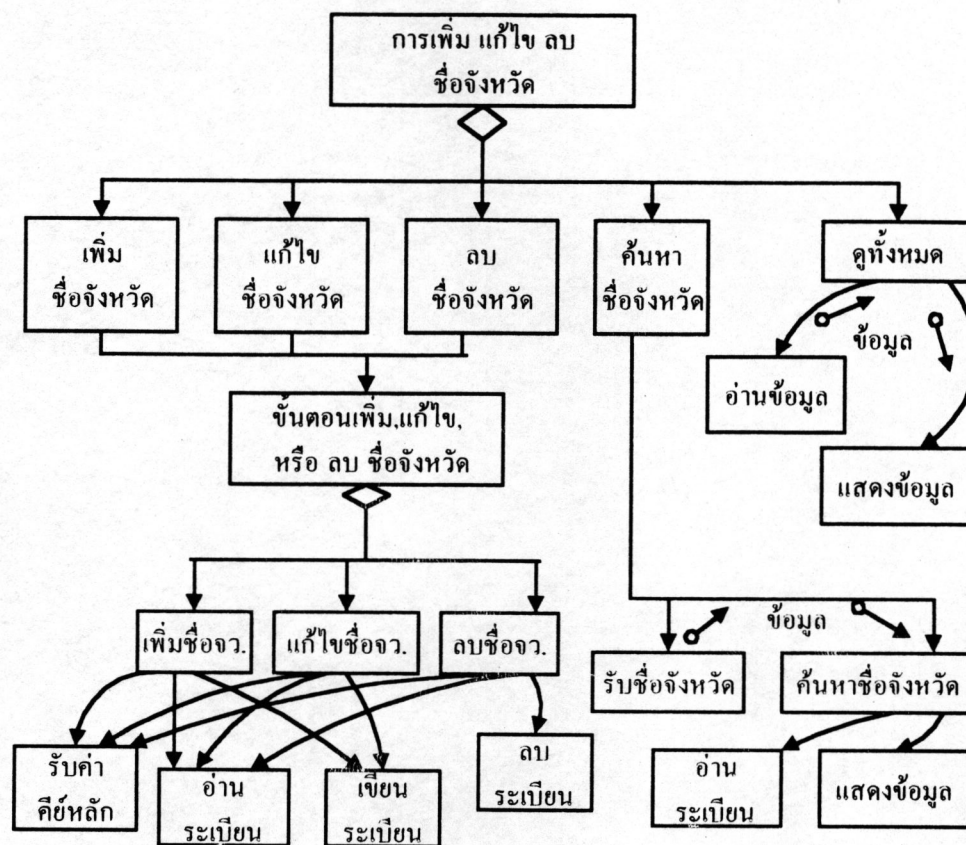 การเพิ่ม แก้ไข ลบ
ชื่อจังหวัด
เพิ่ม
ชื่อจังหวัด
แก้ไข
ชื่อจังหวัด
ลบ
ชื่อจังหวัด
ค้นหา
ชื่อจังหวัด
ดูทั้งหมด
ข้อมูล
อ่านข้อมูล
แสดงข้อมูล
ขั้นตอนเพิ่ม,แก้ไข,
หรือ ลบ ชื่อจังหวัด
เพิ่มชื่อจว.
แก้ไขชื่อจว.
ลบชื่อจว.
ข้อมูล
รับชื่อจังหวัด
ค้นหาชื่อจังหวัด
รับค่า
คีย์หลัก
อ่าน
ระเบียน
เขียน
ระเบียน
ลบ
ระเบียน
อ่าน
ระเบียน
แสดงข้อมูล